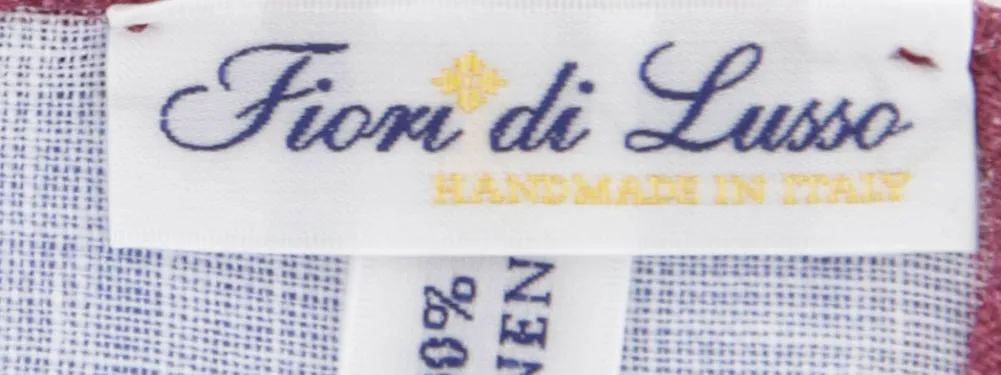 Fiori di Lusso
HANDMADE IN ITALY